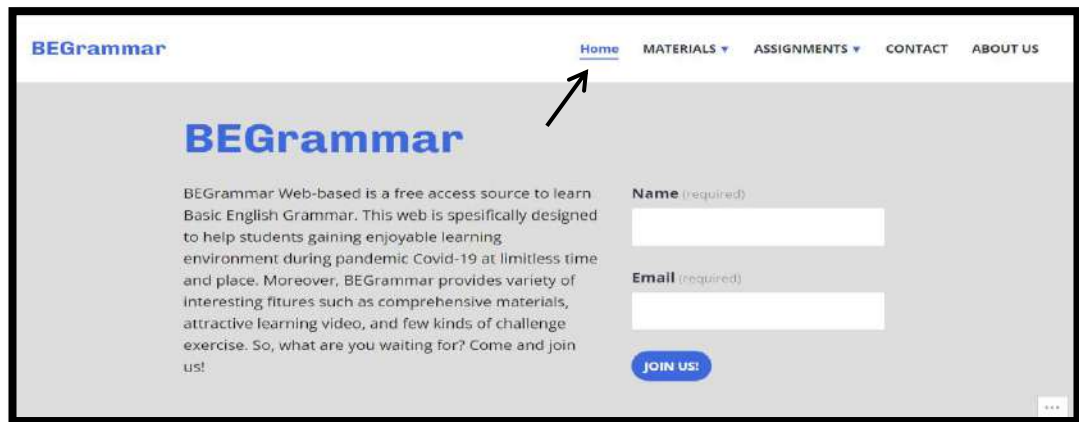 BEGrammar
Home MATERIALS ▼ ASSIGNMENTS ▼ CONTACT ABOUT US
BEGrammar
BEGrammar Web-based is a free access source to learn
Basic English Grammar. This web is spesifically designed
to help students gaining enjoyable learning
environment during pandemic Covid-19 at limitless time
and place. Moreover, BEGrammar provides variety of
interesting fitures such as comprehensive materials,
attractive learning video, and few kinds of challenge
exercise. So, what are you waiting for? Come and join
us!
Name (required)
Email (required)
JOIN US!